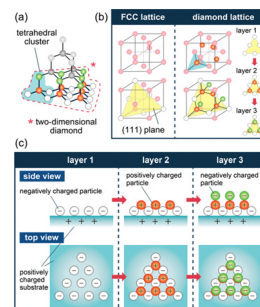 (a)
tetrahedral
cluster
* two-dimensional
diamond
(b)
FCC lattice
diamond lattice
(111) plane
layer 1
layer 2
layer 3
(c)
layer 1
layer 2
layer 3
side view
negatively charged particle
positively charged
particle
negatively charged
particle
+ + + +
top view
positively
charged
substrate